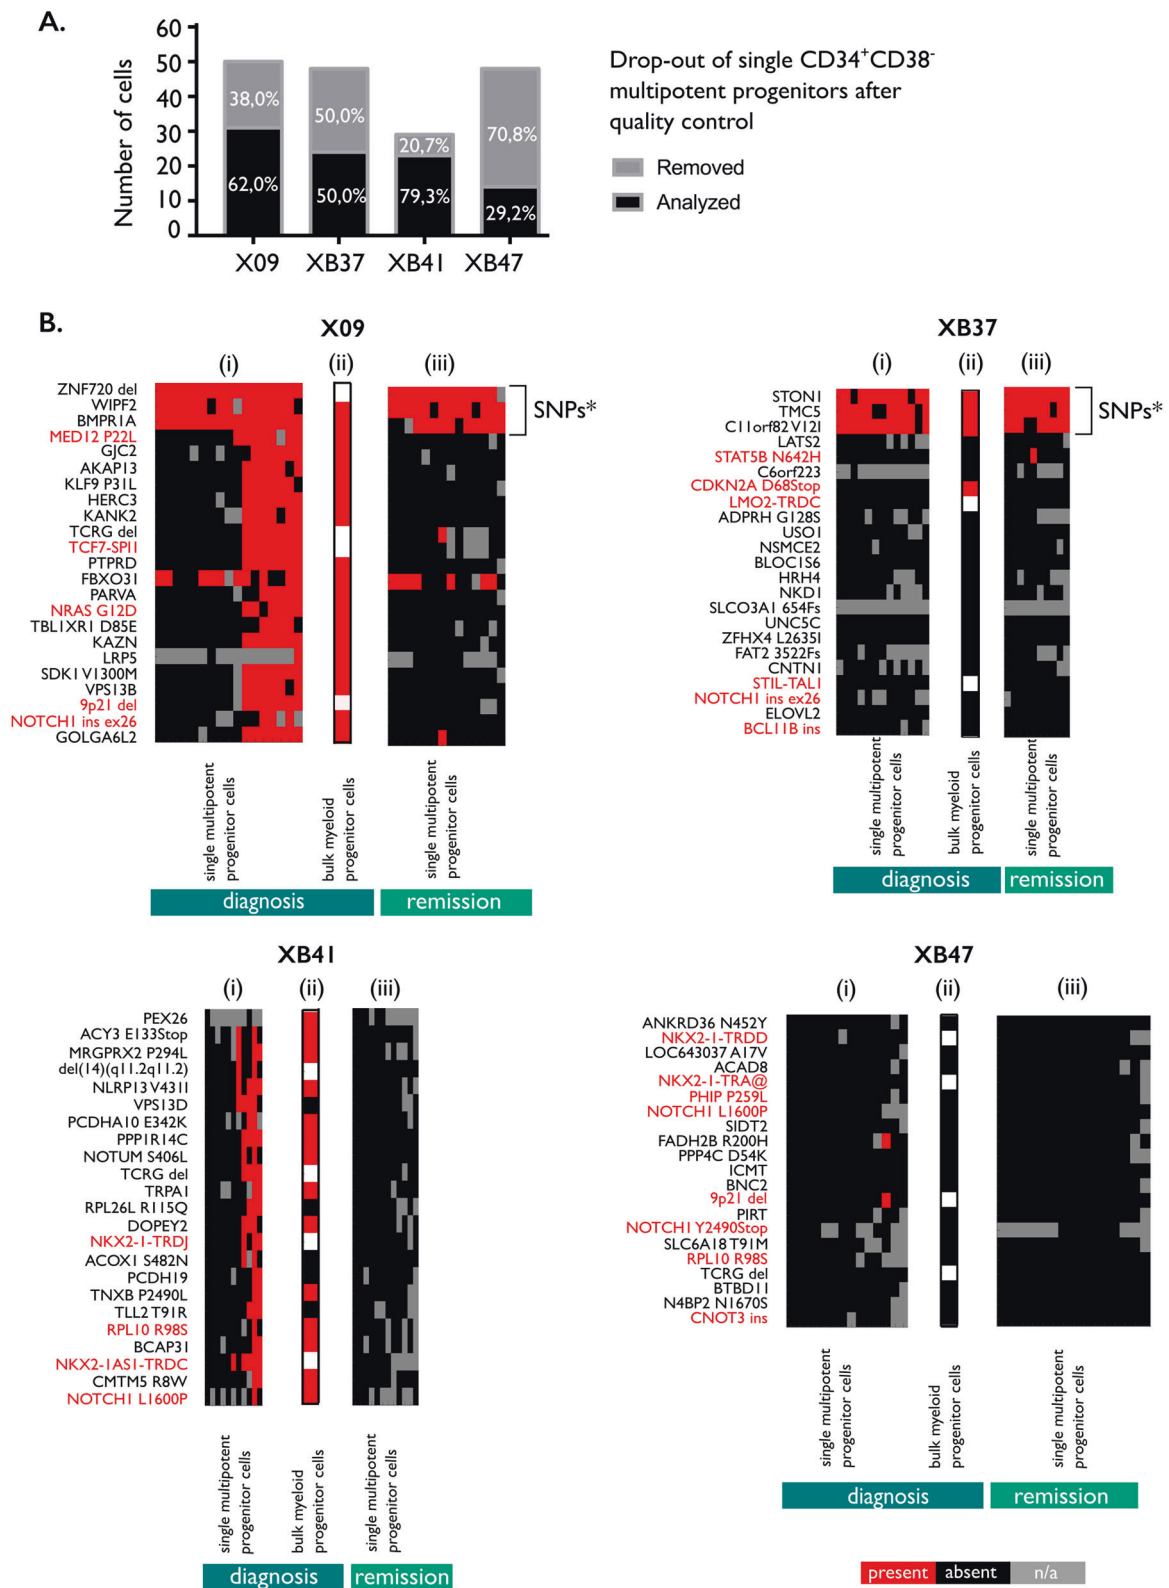 A.
60
50
40
30
20
10
0
Number of cells
38,0%
62,0%
50,0%
50,0%
20,7%
79,3%
70,8%
29,2%
X09
XB37
XB41
XB47
Drop-out of single CD34+CD38-
multipotent progenitors after
quality control
Removed
Analyzed
B.
X09
(i)
(ii)
(iii)
ZNF720 del
WIPF2
BMPR1A
MED12 P22L
GJC2
AKAP13
KLF9 P31L
HERC3
KANK2
TCRG del
TCF7-SPI1
PTPRD
FBXO31
PARVA
NRAS G12D
TBL1XR1 D85E
KAZN
LRP5
SDK1 V1300M
VPS13B
9p21 del
NOTCH1 ins ex26
GOLGA6L2
SNPs*
single multipotent
progenitor cells
bulk myeloid
progenitor cells
single multipotent
progenitor cells
diagnosis
remission
XB37
(i)
(ii)
(iii)
STON1
TMC5
C11orf82 V12I
LATS2
STAT5B N642H
C6orf223
CDKN2A D68Stop
LMO2-TRDC
ADPRH G128S
USO1
NSMCE2
BLOC1S6
HRH4
NKD1
SLCO3A1 654Fs
UNC5C
ZFHX4 L2635I
FAT2 3522Fs
CNTN1
STIL-TAL1
NOTCH1 ins ex26
ELOVL2
BCL11B ins
SNPs*
single multipotent
progenitor cells
bulk myeloid
progenitor cells
single multipotent
progenitor cells
diagnosis
remission
XB41
(i)
(ii)
(iii)
PEX26
ACY3 E133Stop
MRGPRX2 P294L
del(14)(q11.2q11.2)
NLRP13 V431I
VPS13D
PCDHA10 E342K
PPP1R14C
NOTUM S406L
TCRG del
TRPA1
RPL26L R115Q
DOPEY2
NKX2-1-TRDJ
ACOX1 S482N
PCDH19
TNXB P2490L
TLL2 T91R
RPL10 R98S
BCAP31
NKX2-1AS1-TRDC
CMTM5 R8W
NOTCH1 L1600P
single multipotent
progenitor cells
bulk myeloid
progenitor cells
single multipotent
progenitor cells
diagnosis
remission
XB47
(i)
(ii)
(iii)
ANKRD36 N452Y
NKX2-1-TRDD
LOC643037 A17V
ACAD8
NKX2-1-TRA@
PHIP P259L
NOTCH1 L1600P
SIDT2
FADH2B R200H
PPP4C D54K
ICMT
BNC2
9p21 del
PIRT
NOTCH1 Y2490Stop
SLC6A18 T91M
RPL10 R98S
TCRG del
BTBD11
N4BP2 N1670S
CNOT3 ins
single multipotent
progenitor cells
bulk myeloid
progenitor cells
single multipotent
progenitor cells
diagnosis
remission
present
absent
n/a